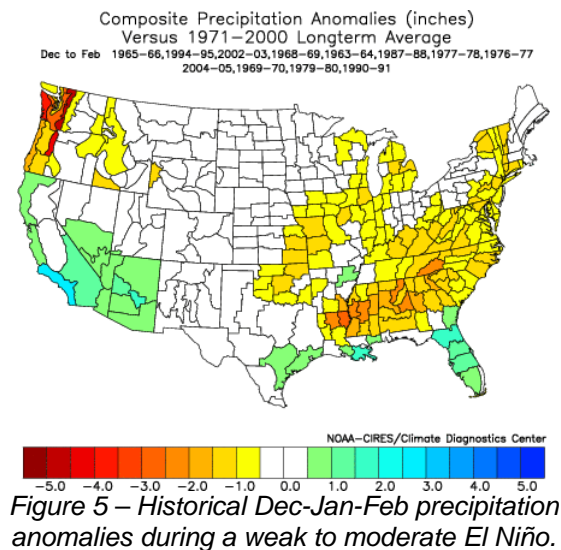 Composite Precipitation Anomalies (inches)
Versus 1971-2000 Longterm Average
Dec to Feb 1965-66,1994-95,2002-03,1968-69,1963-64,1987-88,1977-78,1976-77
2004-05,1969-70,1979-80,1990-91
NOAA-CIRES/Climate Diagnostics Center
-5.0 -4.0 -3.0 -2.0 -1.0 0.0 1.0 2.0 3.0 4.0 5.0
Figure 5 – Historical Dec-Jan-Feb precipitation
anomalies during a weak to moderate El Niño.